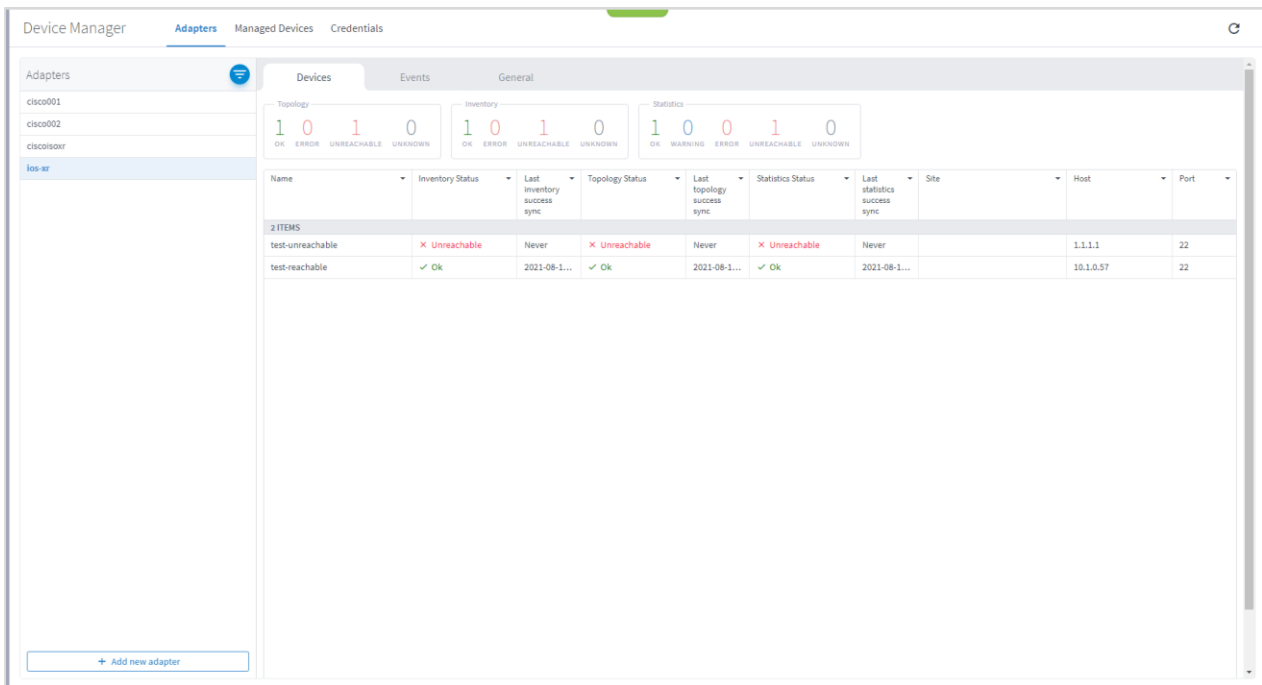 Device Manager Adapters Managed Devices Credentials
Adapters
cisco001
cisco002
ciscoisoxr
ios-xr
+ Add new adapter
Devices Events General
Topology
1 0 1 0
OK ERROR UNREACHABLE UNKNOWN
Inventory
1 0 1 0
OK ERROR UNREACHABLE UNKNOWN
Statistics
1 0 0 1 0
OK WARNING ERROR UNREACHABLE UNKNOWN
Name Inventory Status Last inventory success sync Topology Status Last topology success sync Statistics Status Last statistics success sync Site Host Port
2 ITEMS
test-unreachable Unreachable Never Unreachable Never Unreachable Never 1.1.1.1 22
test-reachable Ok 2021-08-1... Ok 2021-08-1... Ok 2021-08-1... 10.1.0.57 22